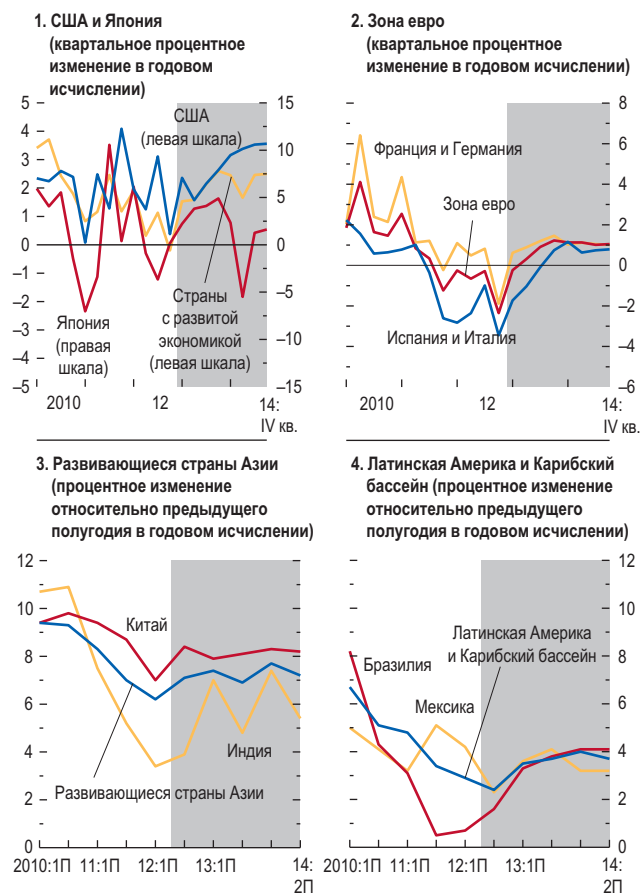 1. США и Япония
(квартальное процентное
изменение в годовом
исчислении)
5
4
3
2
1
0
–1
–2
–3
–4
–5
15
10
5
0
–5
–10
–15
США
(левая шкала)
Япония
(правая
шкала)
Страны
с развитой
экономикой
(левая шкала)
2010
12
14:
IV кв.
2. Зона евро
(квартальное процентное
изменение в годовом
исчислении)
8
6
4
2
0
–2
–4
–6
Франция и Германия
Зона евро
Испания и Италия
2010
12
14:
IV кв.
3. Развивающиеся страны Азии
(процентное изменение
относительно предыдущего
полугодия в годовом исчислении)
12
10
8
6
4
2
0
Китай
Индия
Развивающиеся страны Азии
2010:1П
11:1П
12:1П
13:1П
14:
2П
4. Латинская Америка и Карибский
бассейн (процентное изменение
относительно предыдущего
полугодия в годовом исчислении)
12
10
8
6
4
2
0
Латинская Америка
и Карибский бассейн
Бразилия
Мексика
2010:1П
11:1П
12:1П
13:1П
14:
2П